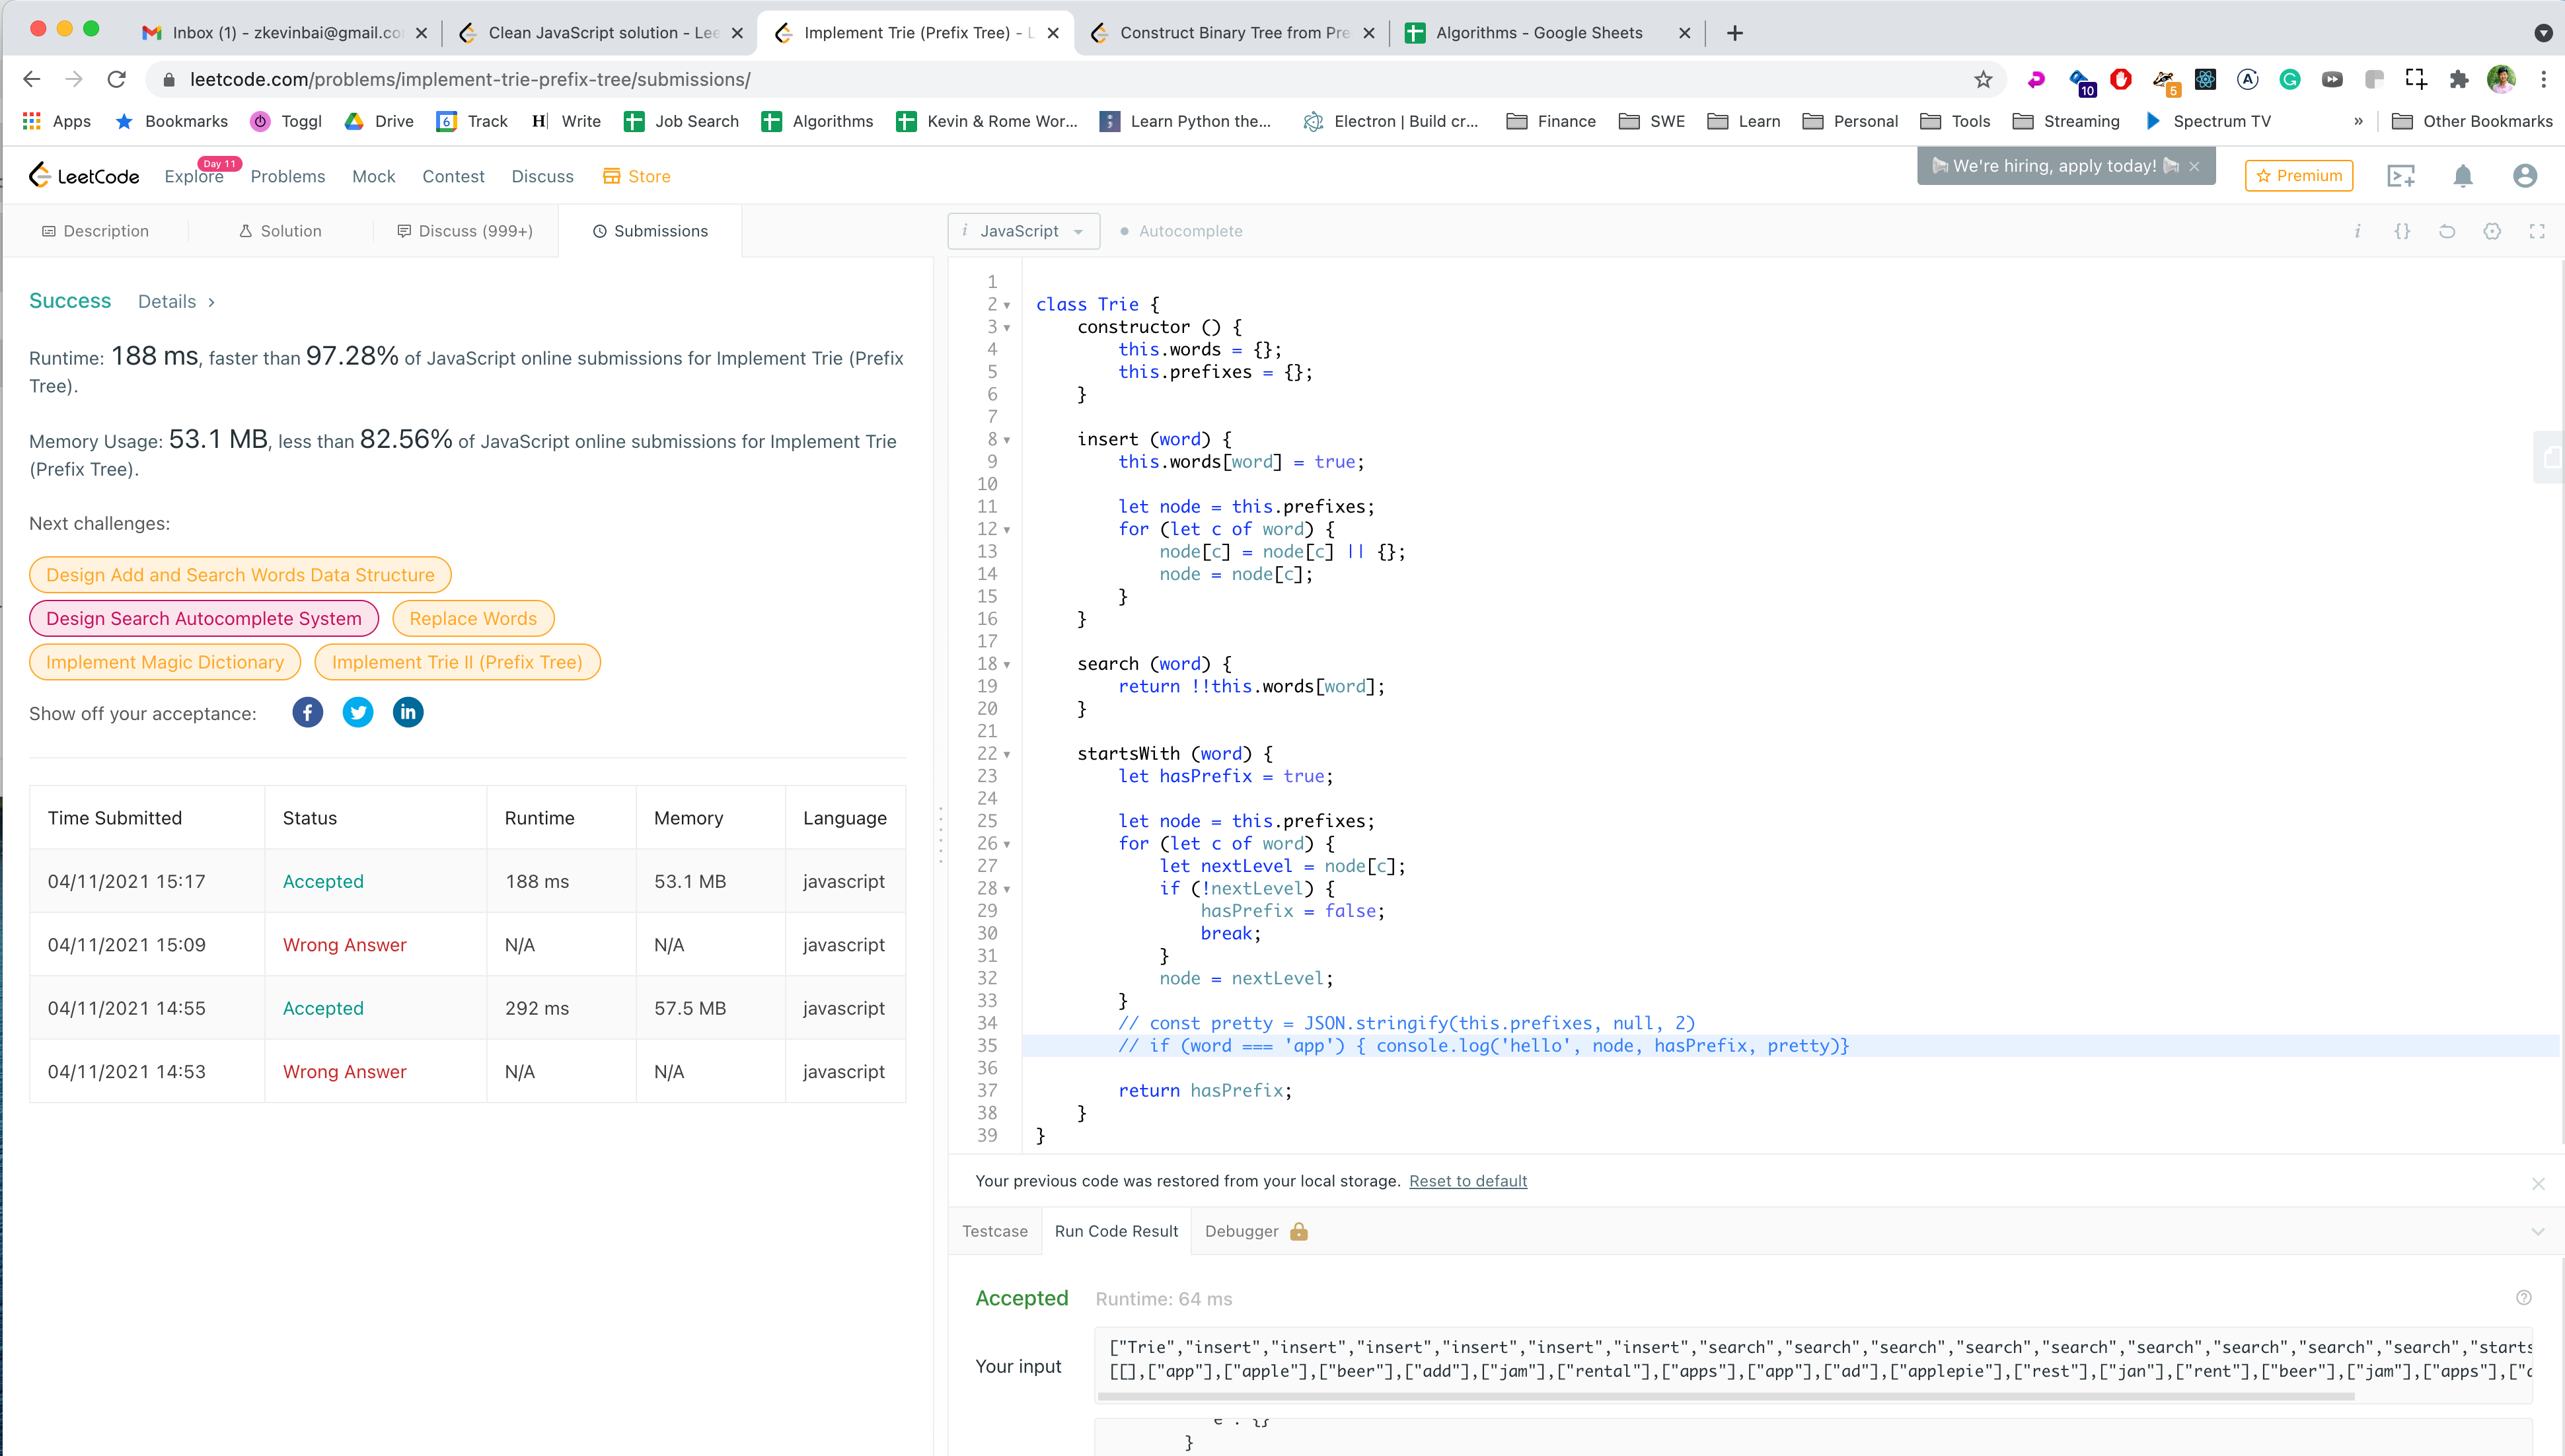 Inbox (1) - zkevinbai@gmail.co
Clean JavaScript solution - Lee
Implement Trie (Prefix Tree) - L
Construct Binary Tree from Pre
Algorithms - Google Sheets
leetcode.com/problems/implement-trie-prefix-tree/submissions/
10
5
Apps
Bookmarks
Toggl
Drive
6
Track
H
Write
Job Search
Algorithms
Kevin & Rome Wor...
Learn Python the...
Electron | Build cr...
Finance
SWE
Learn
Personal
Tools
Streaming
Spectrum TV
»
Other Bookmarks
LeetCode
Explore
Day 11
Problems
Mock
Contest
Discuss
Store
We're hiring, apply today!
Premium
Description
Solution
Discuss (999+)
Submissions
i JavaScript
Autocomplete
i {}
Success Details >
Runtime: 188 ms, faster than 97.28% of JavaScript online submissions for Implement Trie (Prefix
Tree).
Memory Usage: 53.1 MB, less than 82.56% of JavaScript online submissions for Implement Trie
(Prefix Tree).
Next challenges:
Design Add and Search Words Data Structure
Design Search Autocomplete System Replace Words
Implement Magic Dictionary Implement Trie II (Prefix Tree)
Show off your acceptance:
Time Submitted Status Runtime Memory Language
04/11/2021 15:17 Accepted 188 ms 53.1 MB javascript
04/11/2021 15:09 Wrong Answer N/A N/A javascript
04/11/2021 14:55 Accepted 292 ms 57.5 MB javascript
04/11/2021 14:53 Wrong Answer N/A N/A javascript
1
2 class Trie {
3 constructor () {
4 this.words = {};
5 this.prefixes = {};
6 }
7
8 insert (word) {
9 this.words[word] = true;
10
11 let node = this.prefixes;
12 for (let c of word) {
13 node[c] = node[c] || {};
14 node = node[c];
15 }
16 }
17
18 search (word) {
19 return !!this.words[word];
20 }
21
22 startsWith (word) {
23 let hasPrefix = true;
24
25 let node = this.prefixes;
26 for (let c of word) {
27 let nextLevel = node[c];
28 if (!nextLevel) {
29 hasPrefix = false;
30 break;
31 }
32 node = nextLevel;
33 }
34 // const pretty = JSON.stringify(this.prefixes, null, 2)
35 // if (word === 'app') { console.log('hello', node, hasPrefix, pretty)}
36
37 return hasPrefix;
38 }
39 }
Your previous code was restored from your local storage. Reset to default
Testcase
Run Code Result
Debugger
Accepted Runtime: 64 ms
Your input
["Trie","insert","insert","insert","insert","insert","insert","search","search","search","search","search","search","search","search","search","starts
[[],["app"],["apple"],["beer"],["add"],["jam"],["rental"],["apps"],["app"],["ad"],["applepie"],["rest"],["jan"],["rent"],["beer"],["jam"],["apps"],["
}